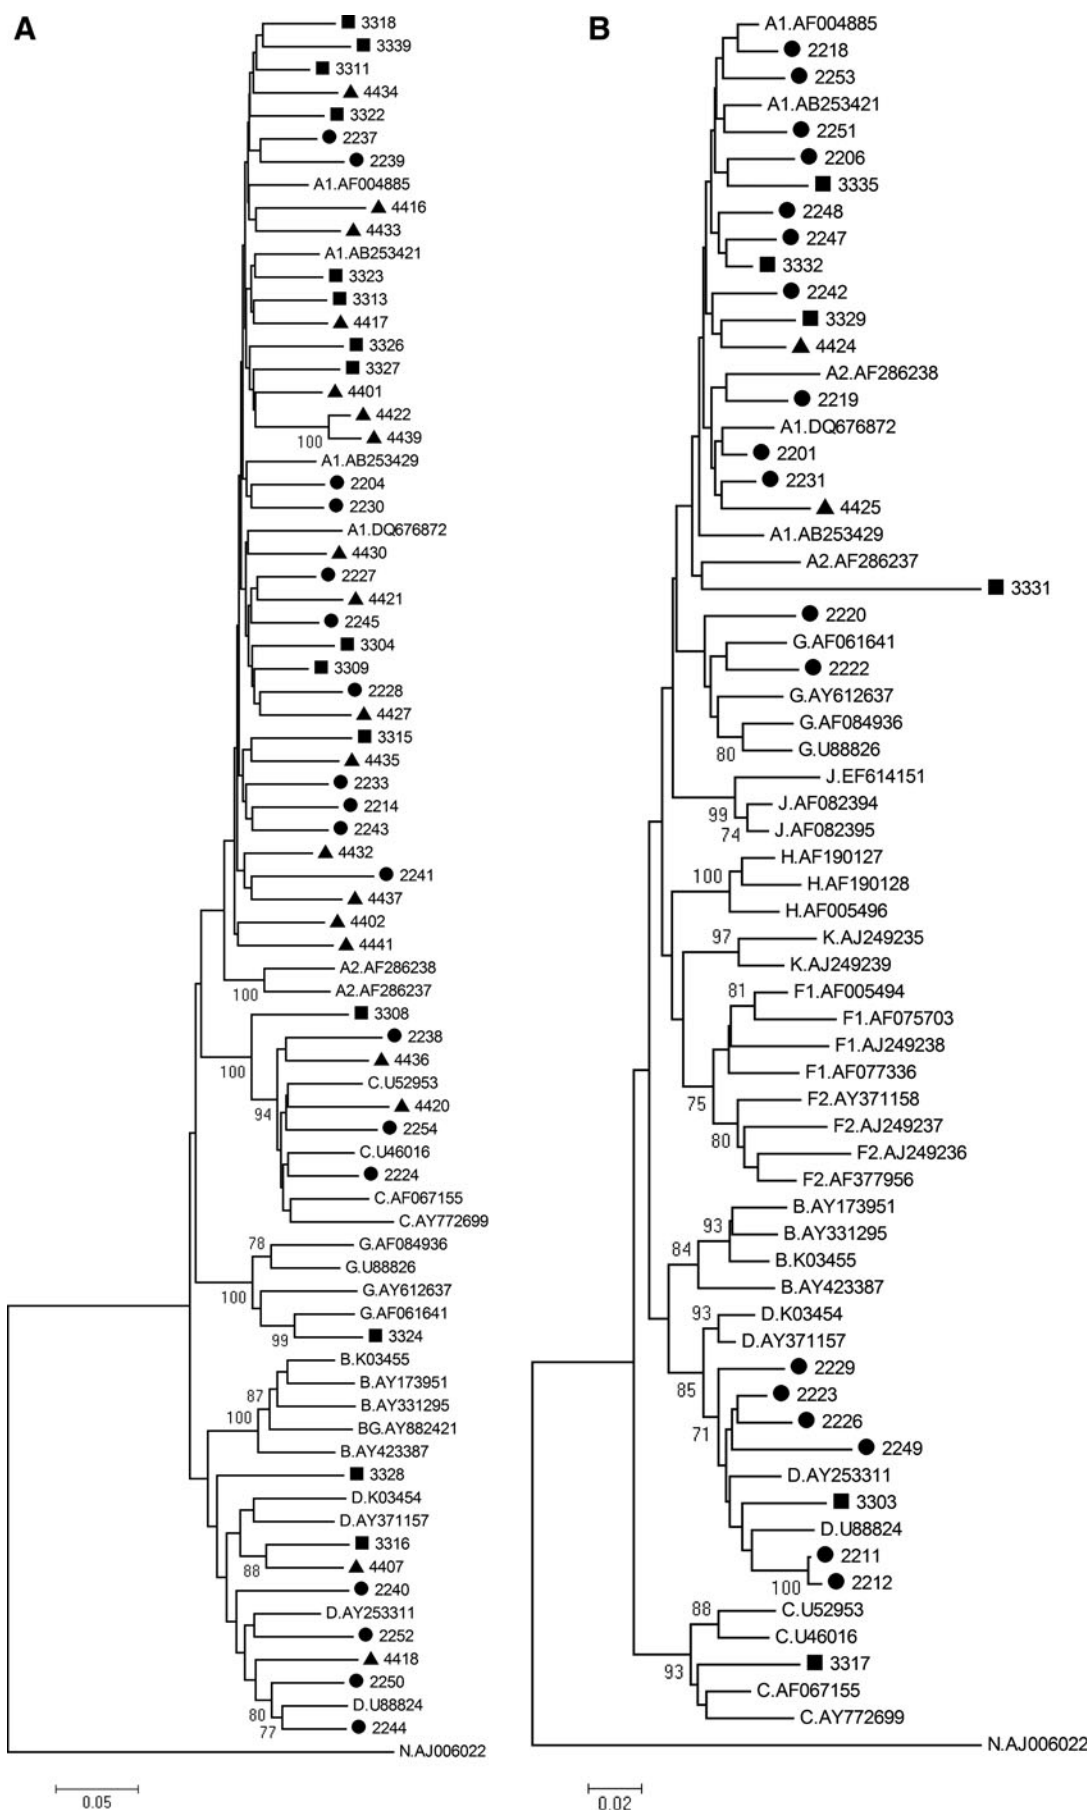 A
3318
3339
3311
4434
3322
2237
2239
A1.AF004885
4416
4433
A1.AB253421
3323
3313
4417
3326
3327
4401
4422
4439
100
A1.AB253429
2204
2230
A1.DQ676872
4430
2227
4421
2245
3304
3309
2228
4427
3315
4435
2233
2214
2243
4432
2241
4437
4402
4441
A2.AF286238
A2.AF286237
100
3308
2238
4436
100
C.U52953
4420
94
2254
C.U46016
2224
C.AF067155
C.AY772699
78
G.AF084936
G.U88826
100
G.AY612637
G.AF061641
99
3324
B.K03455
B.AY173951
87
B.AY331295
100
BG.AY882421
B.AY423387
3328
D.K03454
D.AY371157
3316
88
4407
2240
D.AY253311
2252
4418
2250
80
D.U88824
77
2244
N.AJ006022
0.05
B
A1.AF004885
2218
2253
A1.AB253421
2251
2206
3335
2248
2247
3332
2242
3329
4424
A2.AF286238
2219
A1.DQ676872
2201
2231
4425
A1.AB253429
A2.AF286237
3331
2220
G.AF061641
2222
G.AY612637
G.AF084936
80
G.U88826
J.EF614151
99
J.AF082394
74
J.AF082395
H.AF190127
100
H.AF190128
H.AF005496
97
K.AJ249235
K.AJ249239
81
F1.AF005494
F1.AF075703
F1.AJ249238
F1.AF077336
75
F2.AY371158
F2.AJ249237
80
F2.AJ249236
F2.AF377956
B.AY173951
93
B.AY331295
84
B.K03455
B.AY423387
93
D.K03454
D.AY371157
2229
85
2223
71
2226
2249
D.AY253311
3303
D.U88824
2211
100
2212
88
C.U52953
C.U46016
93
3317
C.AF067155
C.AY772699
N.AJ006022
0.02